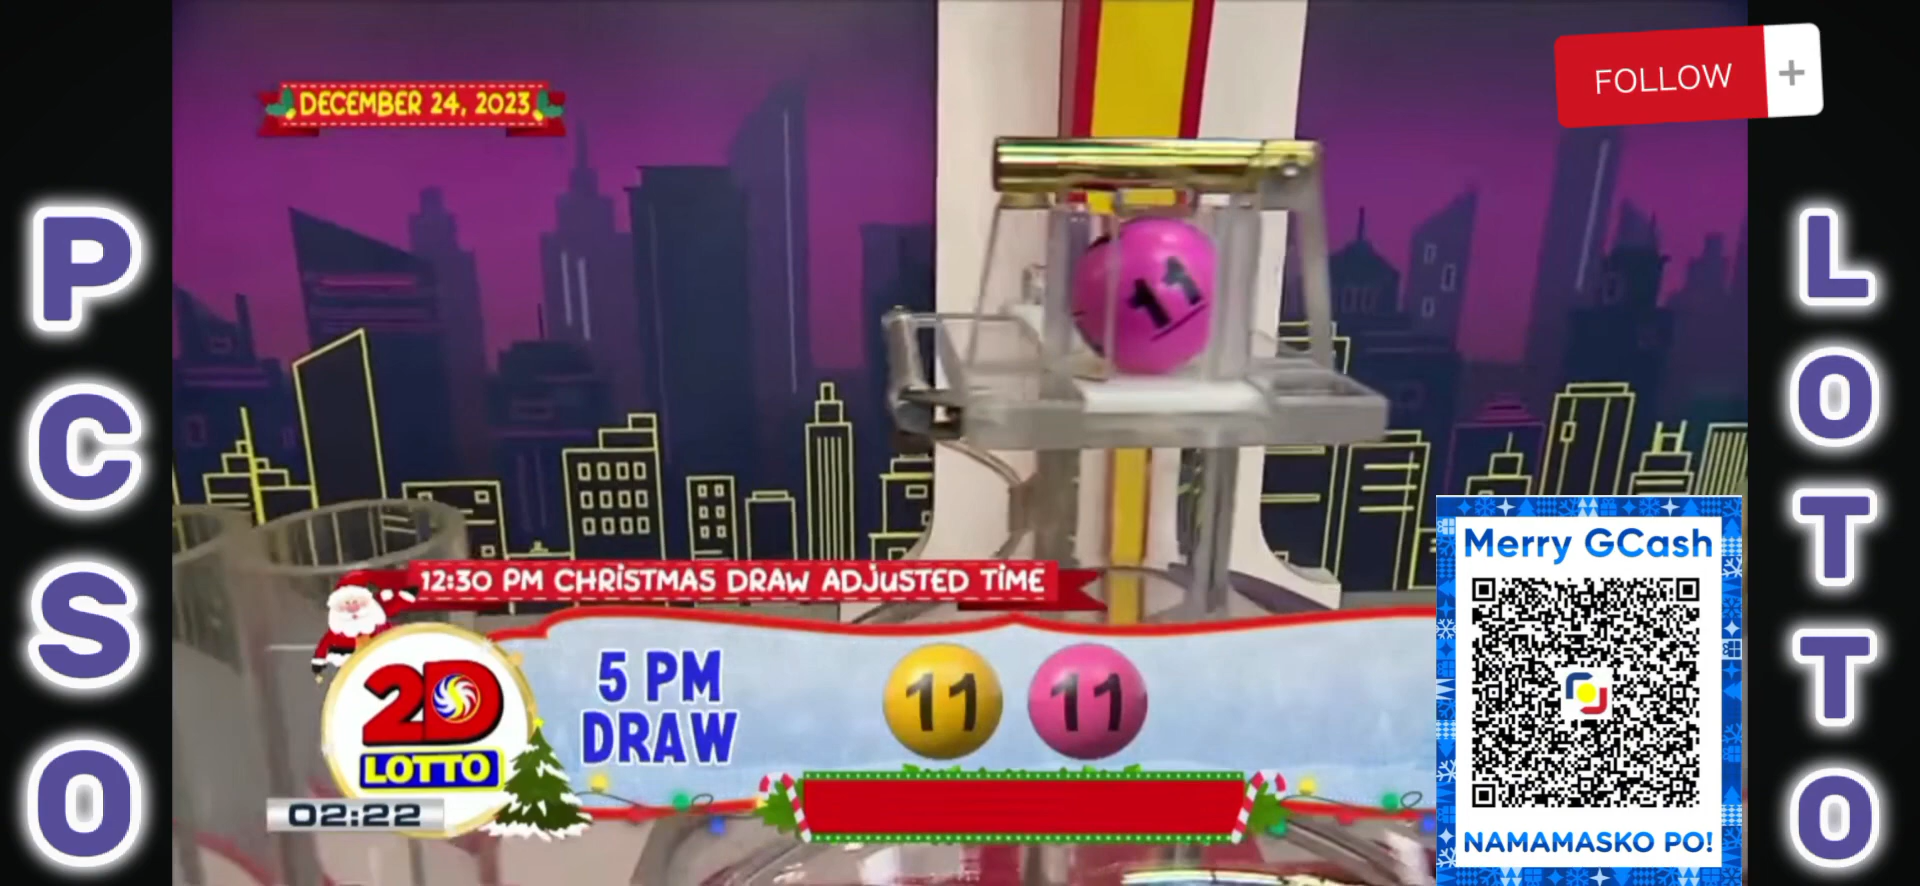 DECEMBER 24, 2023
FOLLOW +
P
C
S
O
L
O
T
T
O
11
12:30 PM CHRISTMAS DRAW ADJUSTED TIME
2D
LOTTO
5 PM
DRAW
11 11
02:22
Merry GCash
NAMAMASKO PO!